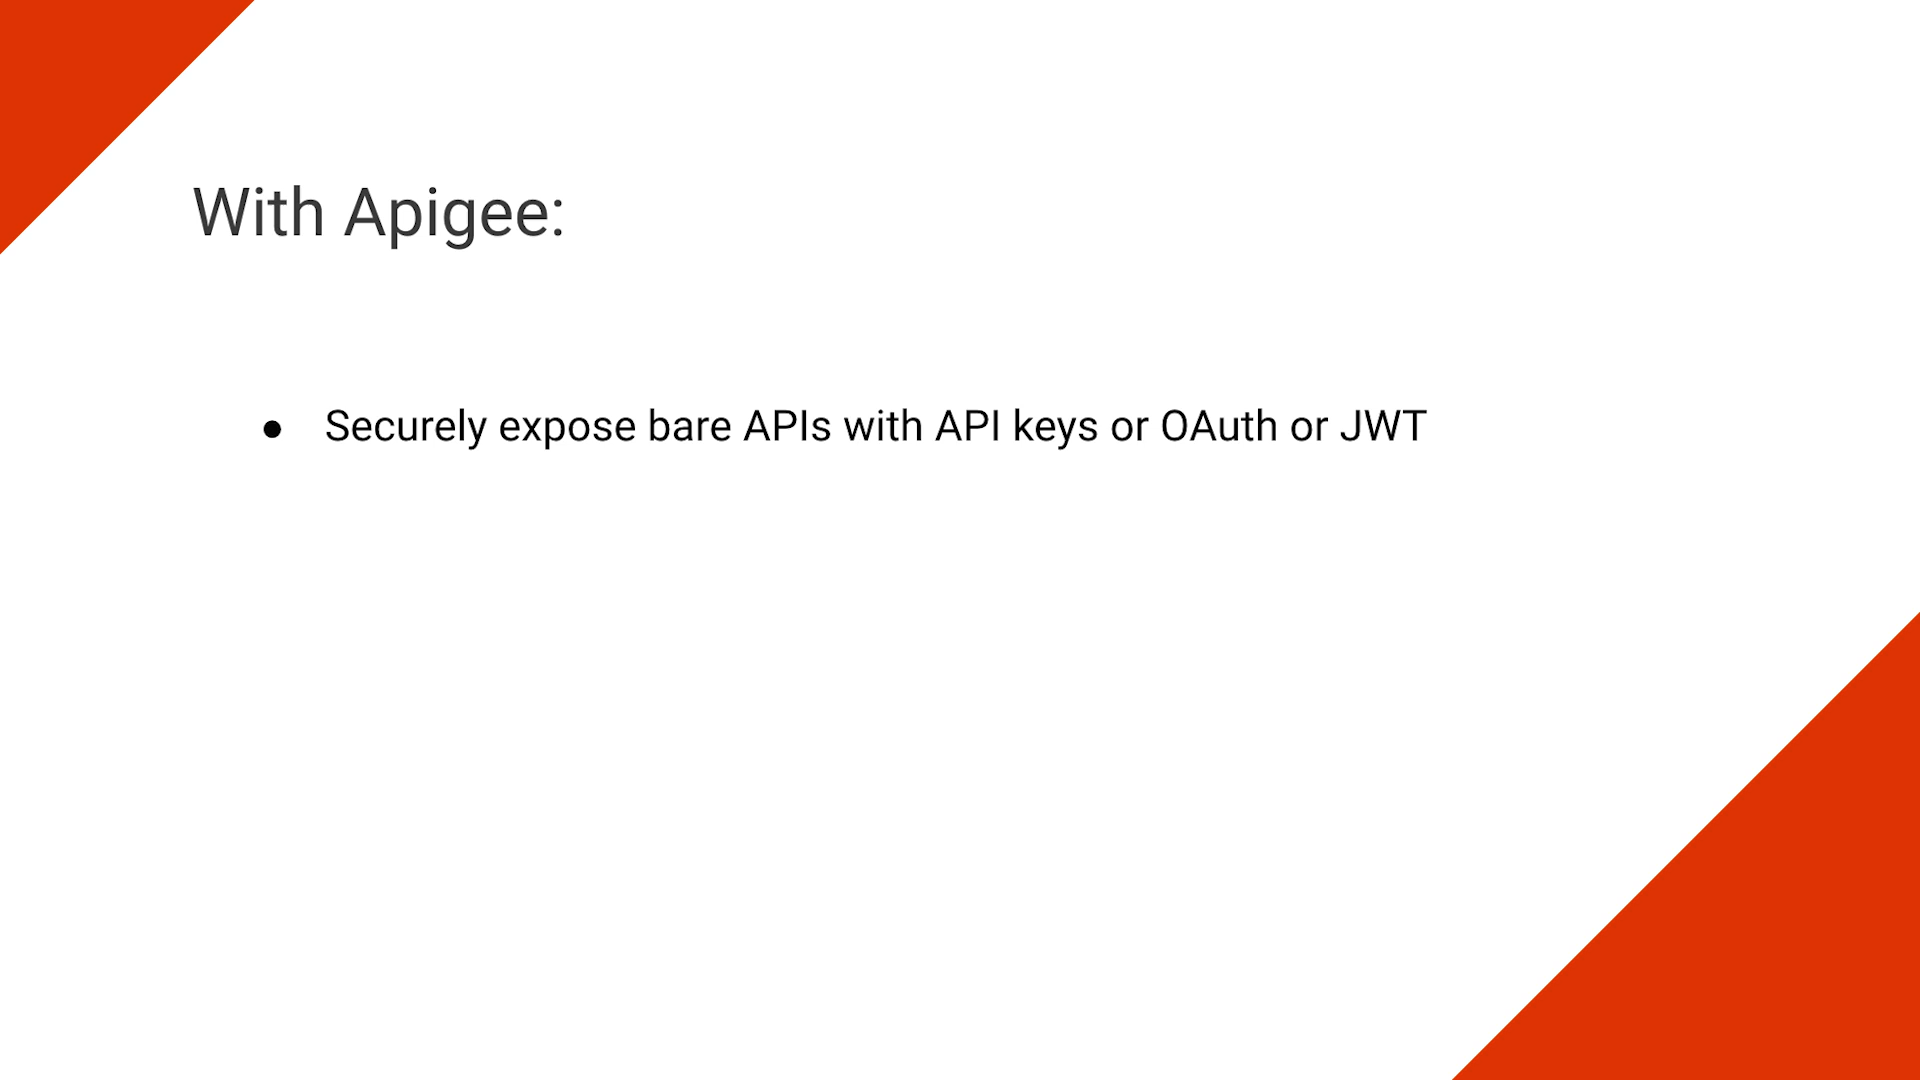 With Apigee:
● Securely expose bare APIs with API keys or OAuth or JWT